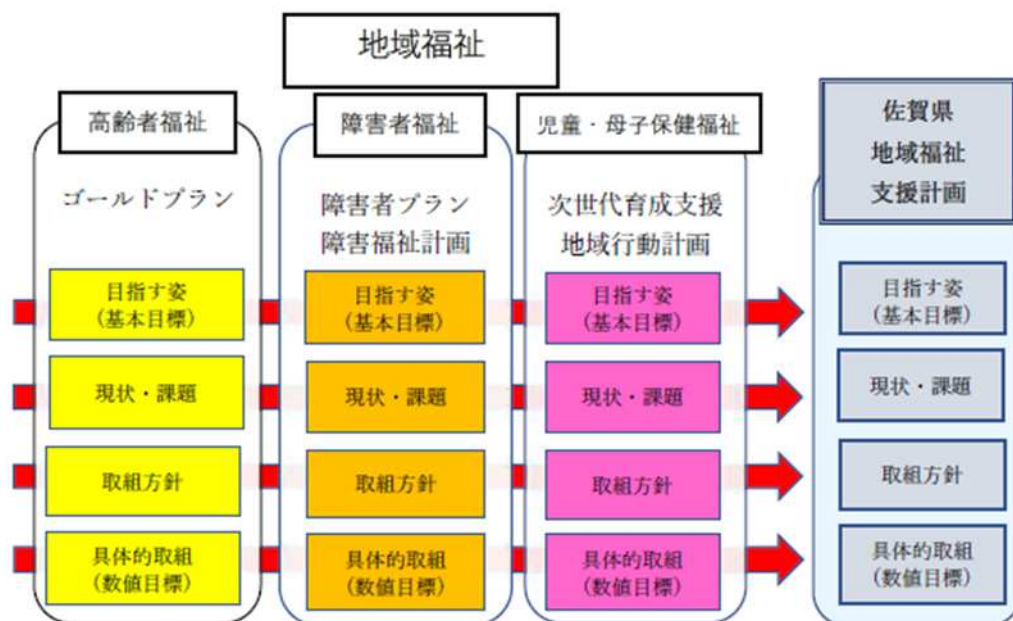 地域福祉
高齢者福祉
ゴールドプラン
目指す姿
(基本目標)
現状・課題
取組方針
具体的取組
(数値目標)
障害者福祉
障害者プラン
障害福祉計画
目指す姿
(基本目標)
現状・課題
取組方針
具体的取組
(数値目標)
児童・母子保健福祉
次世代育成支援
地域行動計画
目指す姿
(基本目標)
現状・課題
取組方針
具体的取組
(数値目標)
佐賀県
地域福祉
支援計画
目指す姿
(基本目標)
現状・課題
取組方針
具体的取組
(数値目標)